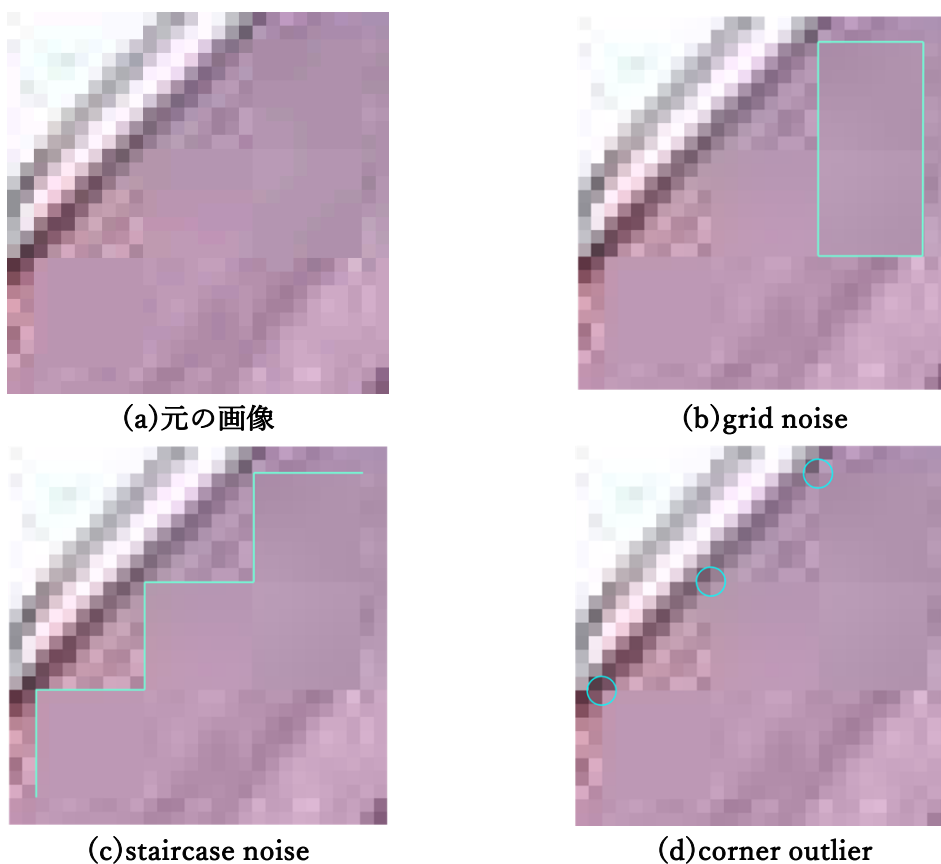 (a)元の画像
(b)grid noise
(c)staircase noise
(d)corner outlier